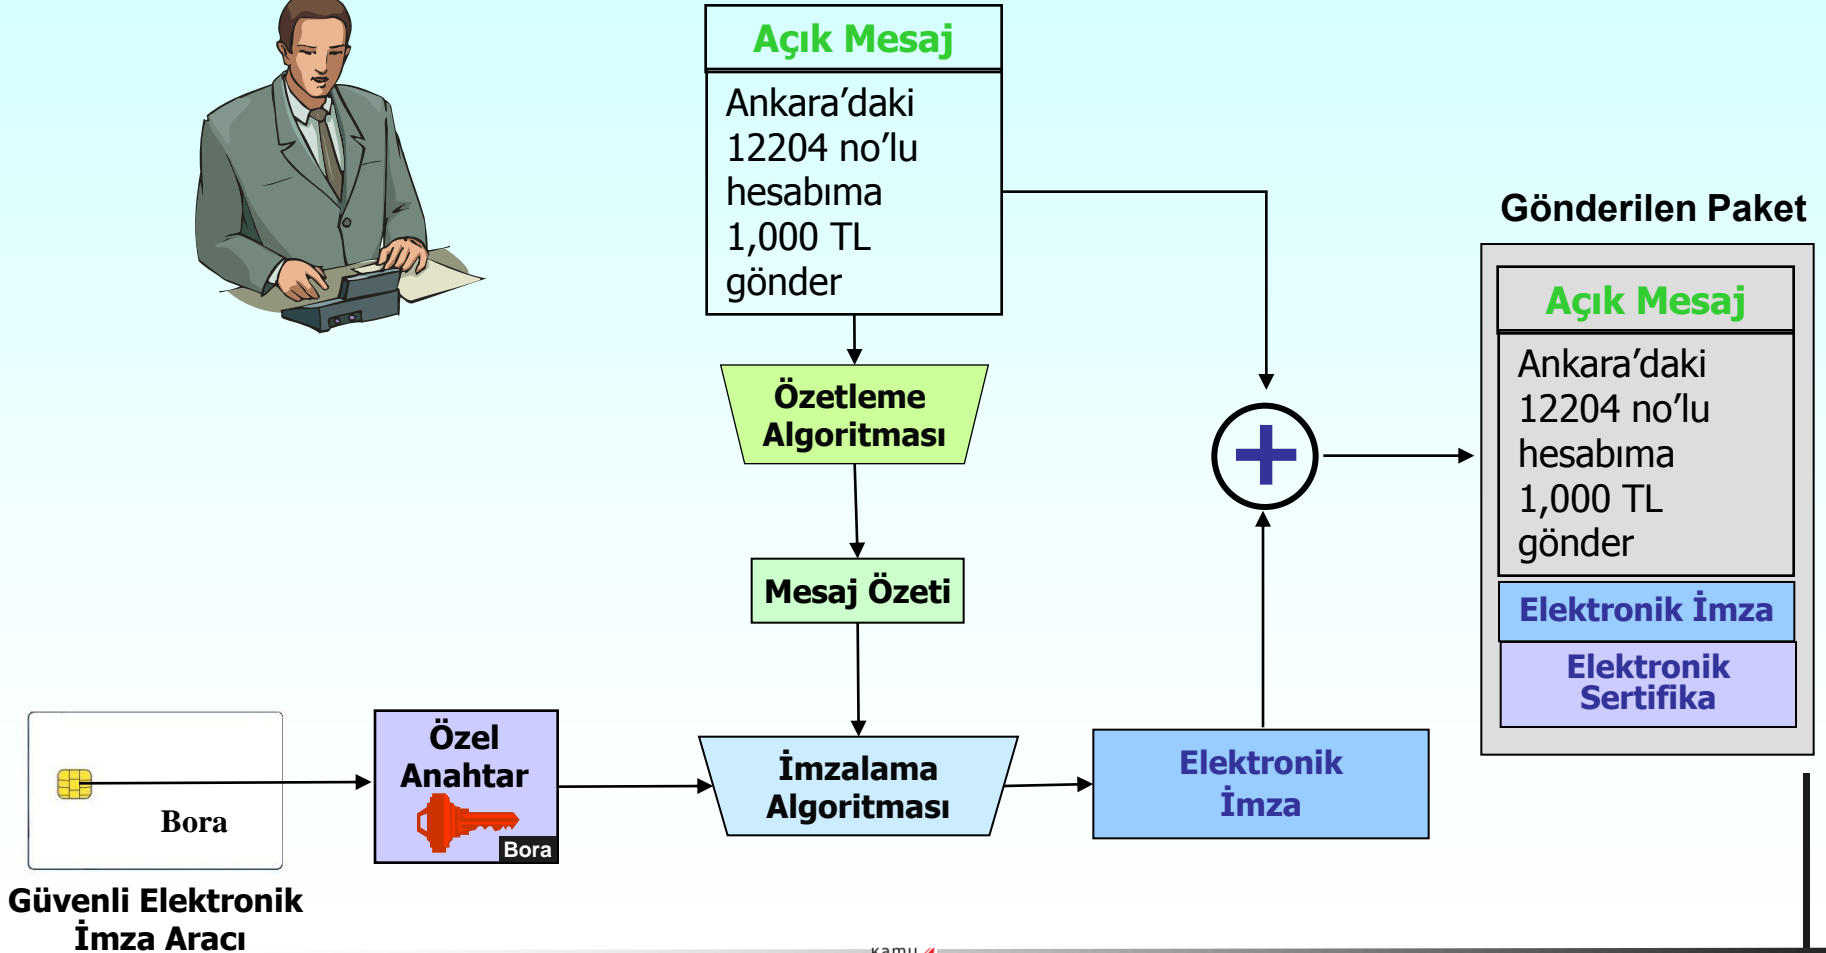 Açık Mesaj
Ankara’daki
12204 no’lu
hesabıma
1,000 TL
gönder
Özetleme
Algoritması
Mesaj Özeti
Bora
Güvenli Elektronik
İmza Aracı
Özel
Anahtar
Bora
İmzalama
Algoritması
Elektronik
İmza
Gönderilen Paket
Açık Mesaj
Ankara’daki
12204 no’lu
hesabıma
1,000 TL
gönder
Elektronik İmza
Elektronik
Sertifika